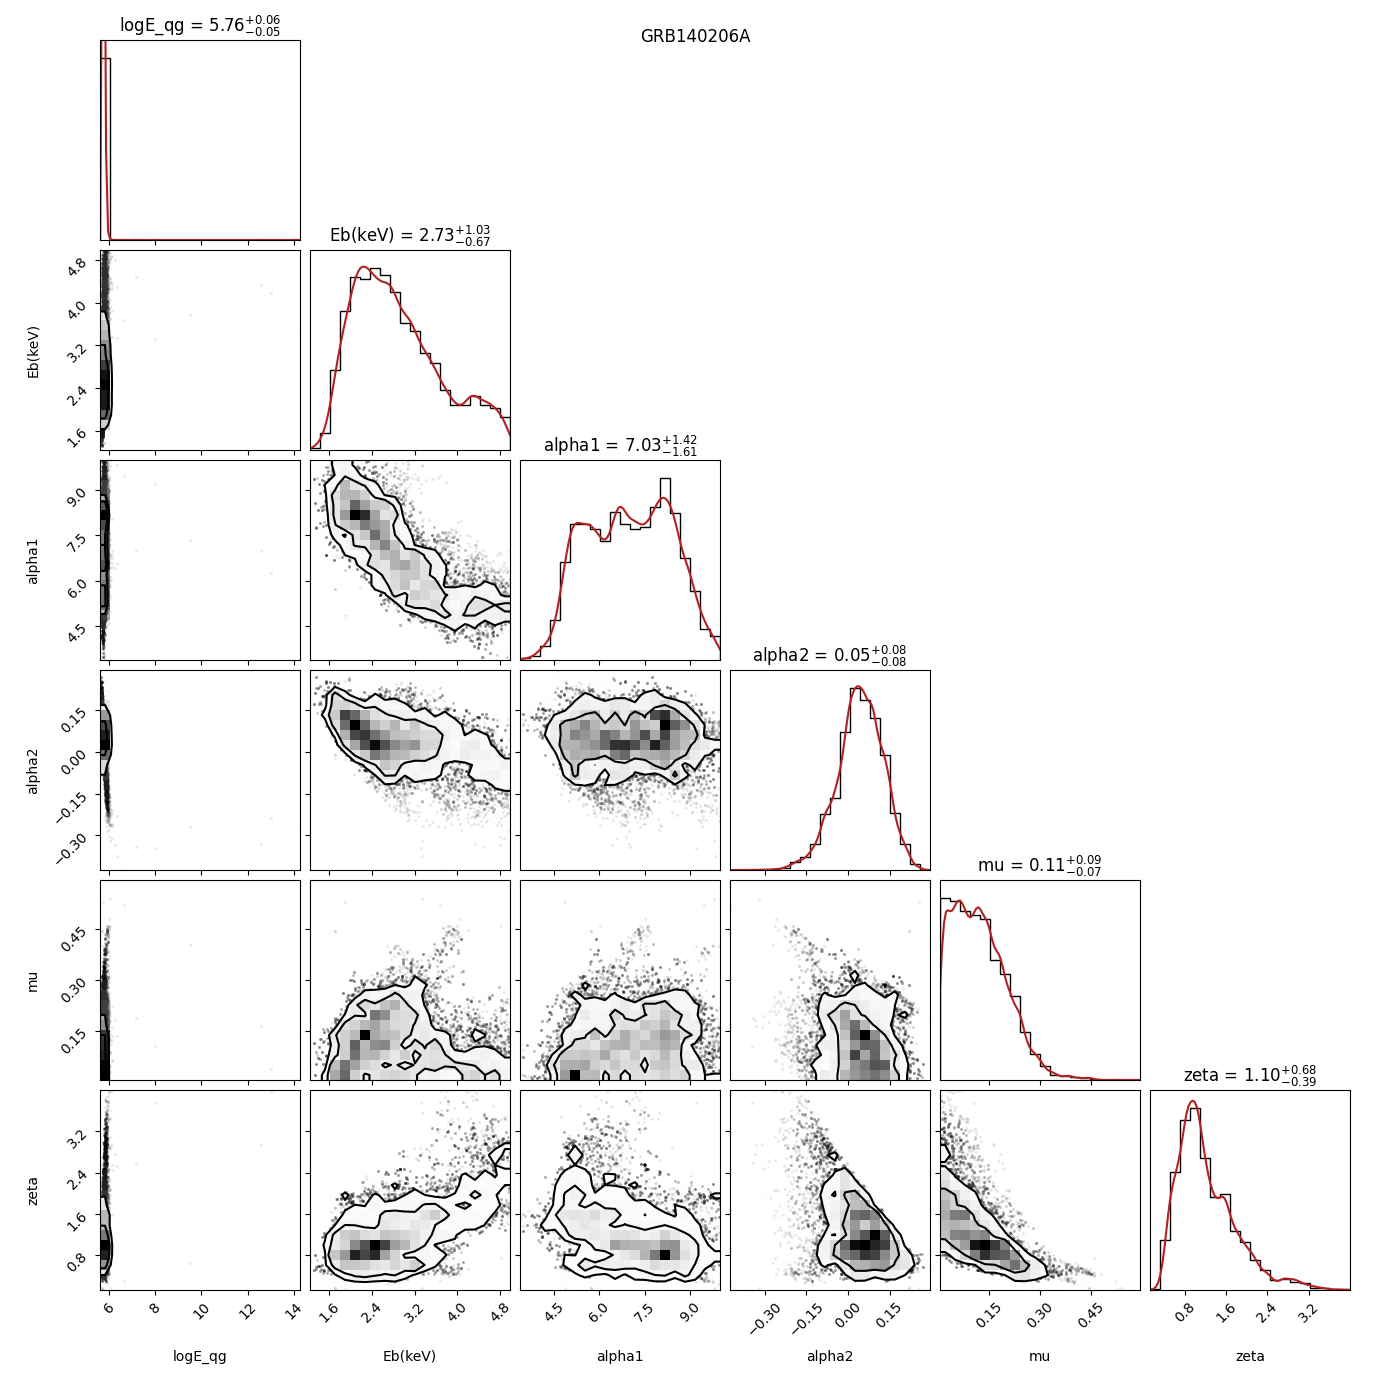 logE_qg = 5.76^{+0.06}_{-0.05}
GRB140206A
Eb(keV) = 2.73^{+1.03}_{-0.67}
4.8
4.0
3.2
2.4
1.6
Eb(keV)
alpha1 = 7.03^{+1.42}_{-1.61}
9.0
7.5
6.0
4.5
alpha1
alpha2 = 0.05^{+0.08}_{-0.08}
0.15
0.00
−0.15
−0.30
alpha2
mu = 0.11^{+0.09}_{-0.07}
0.45
0.30
0.15
mu
zeta = 1.10^{+0.68}_{-0.39}
3.2
2.4
1.6
0.8
zeta
6 8 10 12 14 1.6 2.4 3.2 4.0 4.8 4.5 6.0 7.5 9.0 −0.30 −0.15 0.00 0.15 0.15 0.30 0.45 0.8 1.6 2.4 3.2
logE_qg Eb(keV) alpha1 alpha2 mu zeta